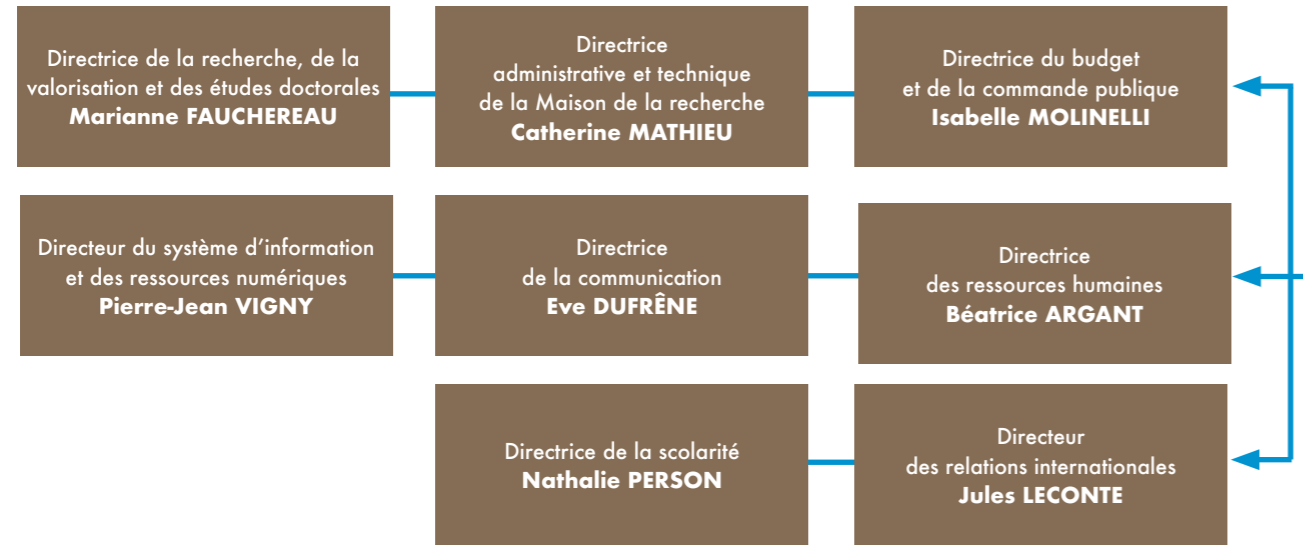 Directrice de la recherche, de la
valorisation et des études doctorales
Marianne FAUCHEREAU
Directrice
administrative et technique
de la Maison de la recherche
Catherine MATHIEU
Directrice du budget
et de la commande publique
Isabelle MOLINELLI
Directeur du système d’information
et des ressources numériques
Pierre-Jean VIGNY
Directrice
de la communication
Eve DUFRÊNE
Directrice
des ressources humaines
Béatrice ARGANT
Directrice de la scolarité
Nathalie PERSON
Directeur
des relations internationales
Jules LECONTE